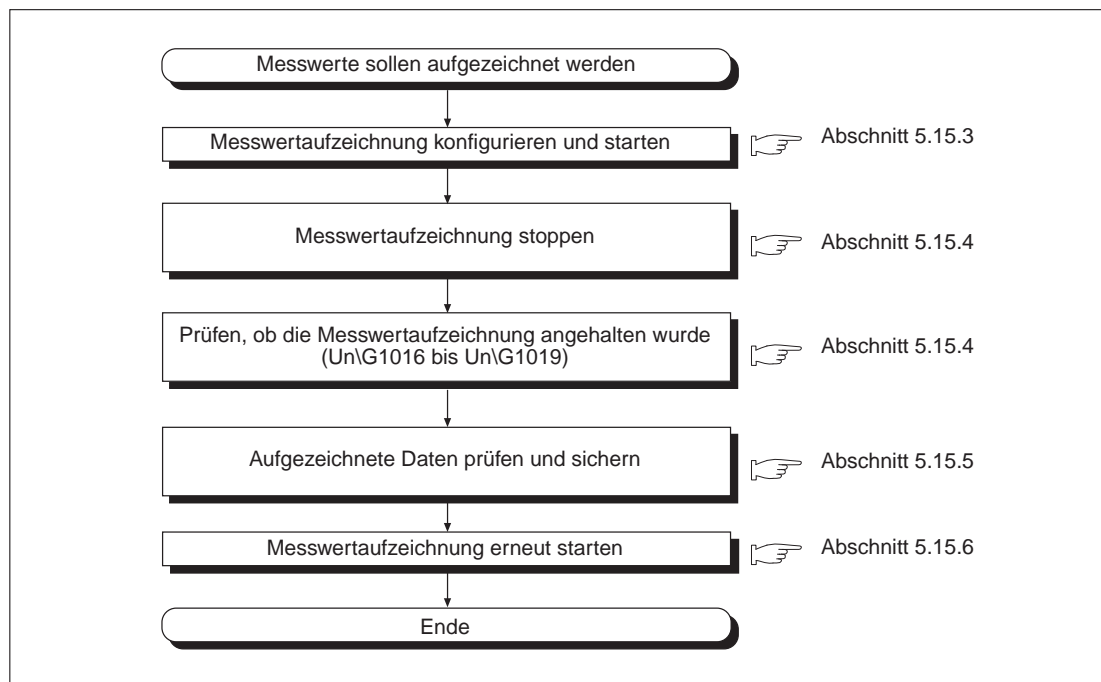 Messwerte sollen aufgezeichnet werden
Messwertaufzeichnung konfigurieren und starten
Abschnitt 5.15.3
Messwertaufzeichnung stoppen
Abschnitt 5.15.4
Prüfen, ob die Messwertaufzeichnung angehalten wurde
(Un\G1016 bis Un\G1019)
Abschnitt 5.15.4
Aufgezeichnete Daten prüfen und sichern
Abschnitt 5.15.5
Messwertaufzeichnung erneut starten
Abschnitt 5.15.6
Ende